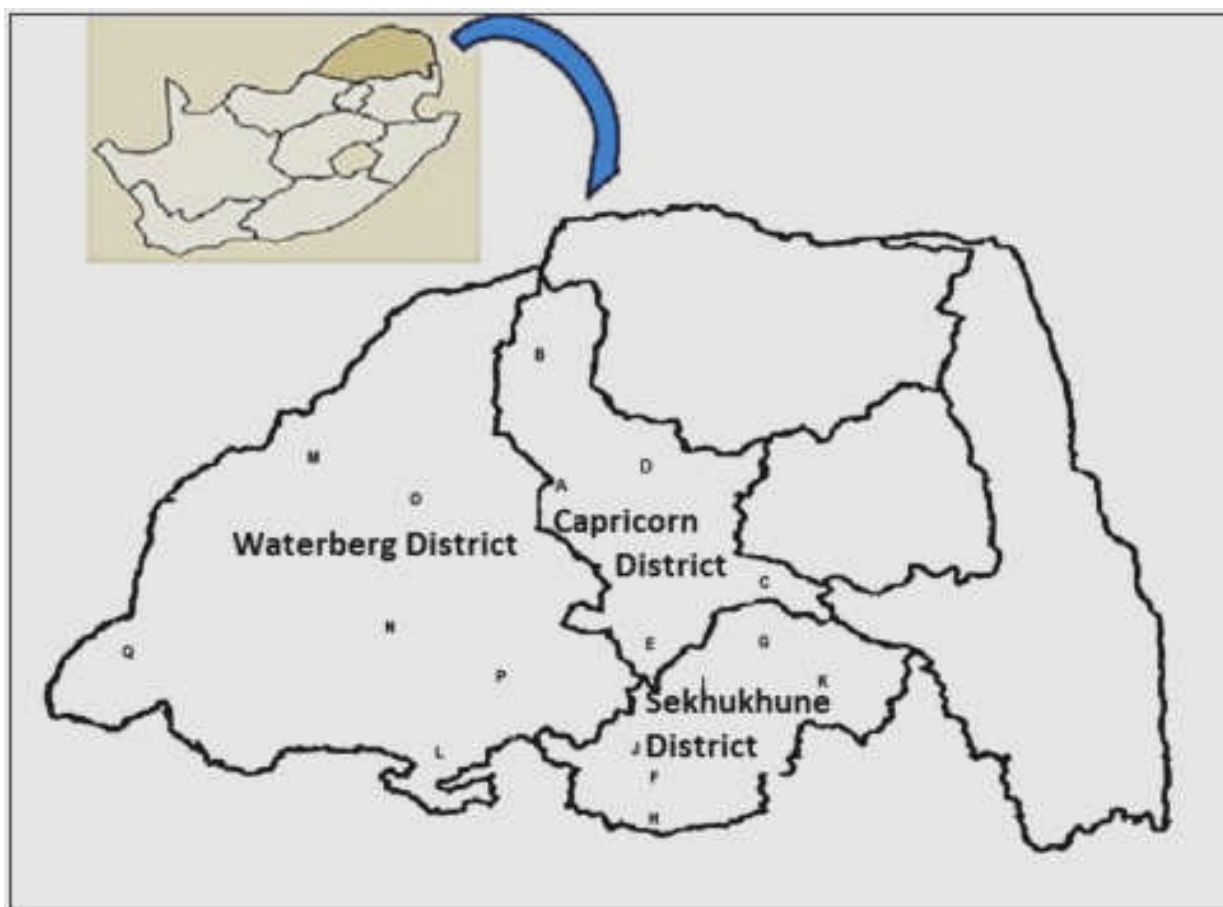 B
M
D
A
O
Capricorn
Waterberg District
District
C
N
E
G
Q
P
K
Sekhukhune
J District
L
F
H